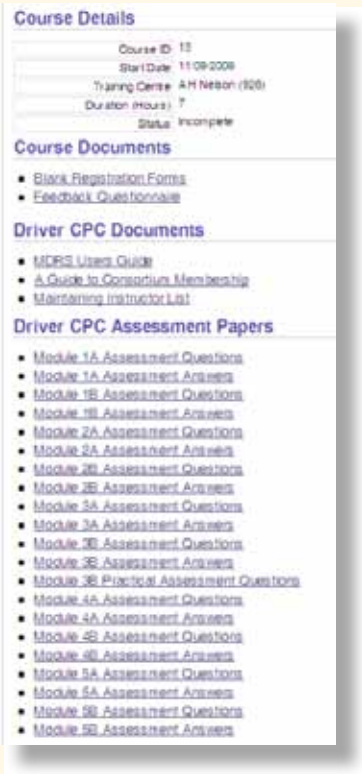 Course Details
Course ID 13
Start Date 11-09-2009
Training Centre A H Nelson (926)
Duration (Hours) 7
Status Incomplete
Course Documents
Blank Registration Forms
Feedback Questionnaire
Driver CPC Documents
MDRS Users Guide
A Guide to Consortium Membership
Maintaining Instructor List
Driver CPC Assessment Papers
Module 1A Assessment Questions
Module 1A Assessment Answers
Module 1B Assessment Questions
Module 1B Assessment Answers
Module 2A Assessment Questions
Module 2A Assessment Answers
Module 2B Assessment Questions
Module 2B Assessment Answers
Module 3A Assessment Questions
Module 3A Assessment Answers
Module 3B Assessment Questions
Module 3B Assessment Answers
Module 3B Practical Assessment Questions
Module 4A Assessment Questions
Module 4A Assessment Answers
Module 4B Assessment Questions
Module 4B Assessment Answers
Module 5A Assessment Questions
Module 5A Assessment Answers
Module 5B Assessment Questions
Module 5B Assessment Answers